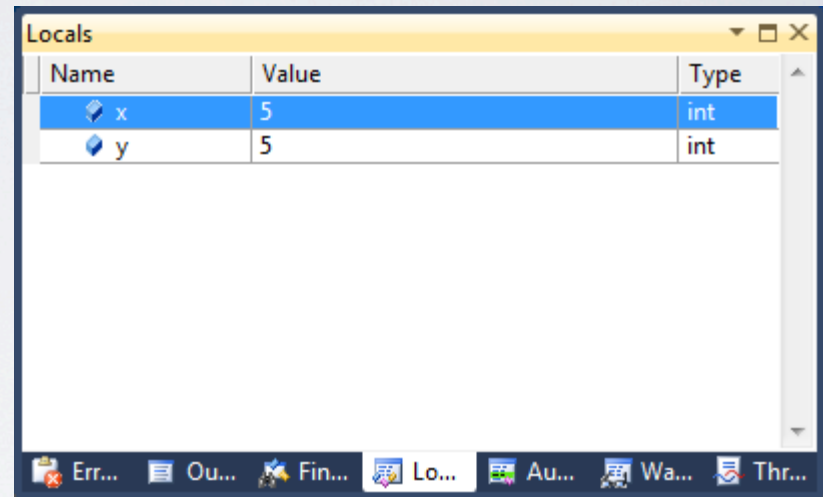 Locals
Name Value Type
x 5 int
y 5 int
Err... Ou... Fin... Lo... Au... Wa... Thr...